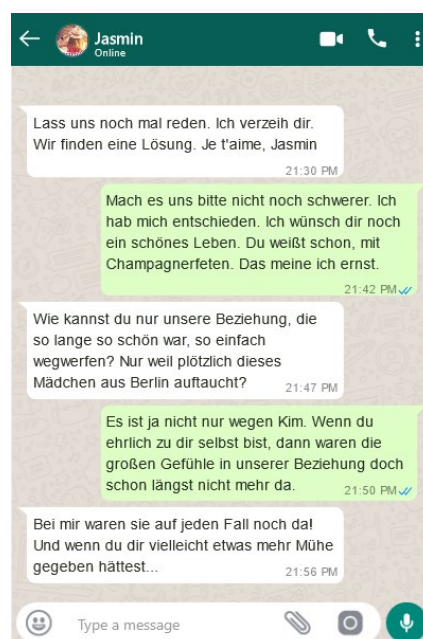 Jasmin
Online
Lass uns noch mal reden. Ich verzeih dir.
Wir finden eine Lösung. Je t'aime, Jasmin
21:30 PM
Mach es uns bitte nicht noch schwerer. Ich
hab mich entschieden. Ich wünsch dir noch
ein schönes Leben. Du weißt schon, mit
Champagnerfeten. Das meine ich ernst.
21:42 PM
Wie kannst du nur unsere Beziehung, die
so lange so schön war, so einfach
wegwerfen? Nur weil plötzlich dieses
Mädchen aus Berlin auftaucht?
21:47 PM
Es ist ja nicht nur wegen Kim. Wenn du
ehrlich zu dir selbst bist, dann waren die
großen Gefühle in unserer Beziehung doch
schon längst nicht mehr da.
21:50 PM
Bei mir waren sie auf jeden Fall noch da!
Und wenn du dir vielleicht etwas mehr Mühe
gegeben hättest...
21:56 PM
Type a message